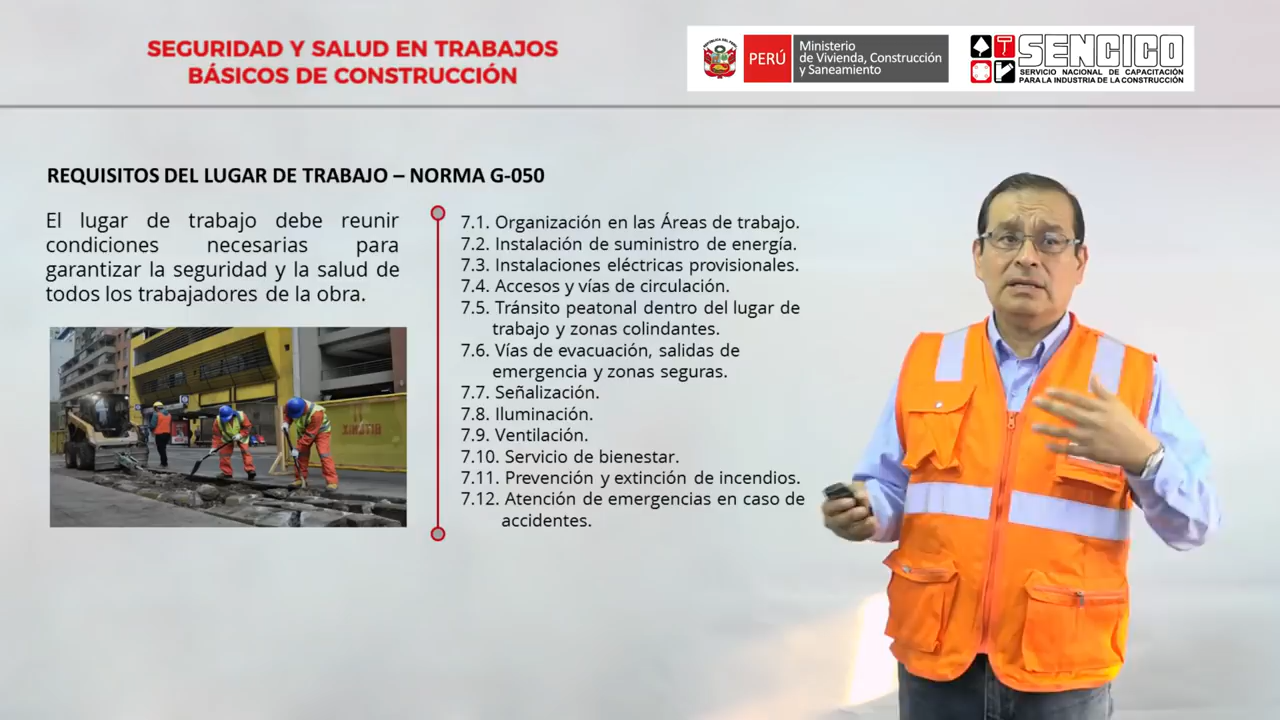 SEGURIDAD Y SALUD EN TRABAJOS
BÁSICOS DE CONSTRUCCIÓN
PERÚ
Ministerio
de Vivienda, Construcción
y Saneamiento
SENCICO
SERVICIO NACIONAL DE CAPACITACIÓN
PARA LA INDUSTRIA DE LA CONSTRUCCIÓN
REQUISITOS DEL LUGAR DE TRABAJO – NORMA G-050
El lugar de trabajo debe reunir
condiciones necesarias para
garantizar la seguridad y la salud de
todos los trabajadores de la obra.
7.1. Organización en las Áreas de trabajo.
7.2. Instalación de suministro de energía.
7.3. Instalaciones eléctricas provisionales.
7.4. Accesos y vías de circulación.
7.5. Tránsito peatonal dentro del lugar de
trabajo y zonas colindantes.
7.6. Vías de evacuación, salidas de
emergencia y zonas seguras.
7.7. Señalización.
7.8. Iluminación.
7.9. Ventilación.
7.10. Servicio de bienestar.
7.11. Prevención y extinción de incendios.
7.12. Atención de emergencias en caso de
accidentes.